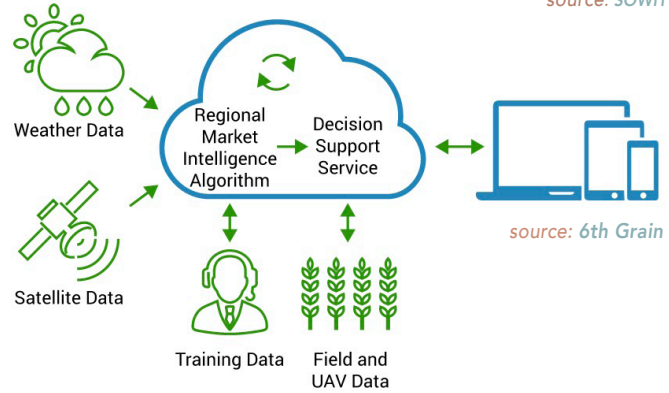 source:
Weather Data
Regional
Market
Intelligence
Algorithm
Decision
Support
Service
source: 6th Grain
Satellite Data
Training Data
Field and
UAV Data